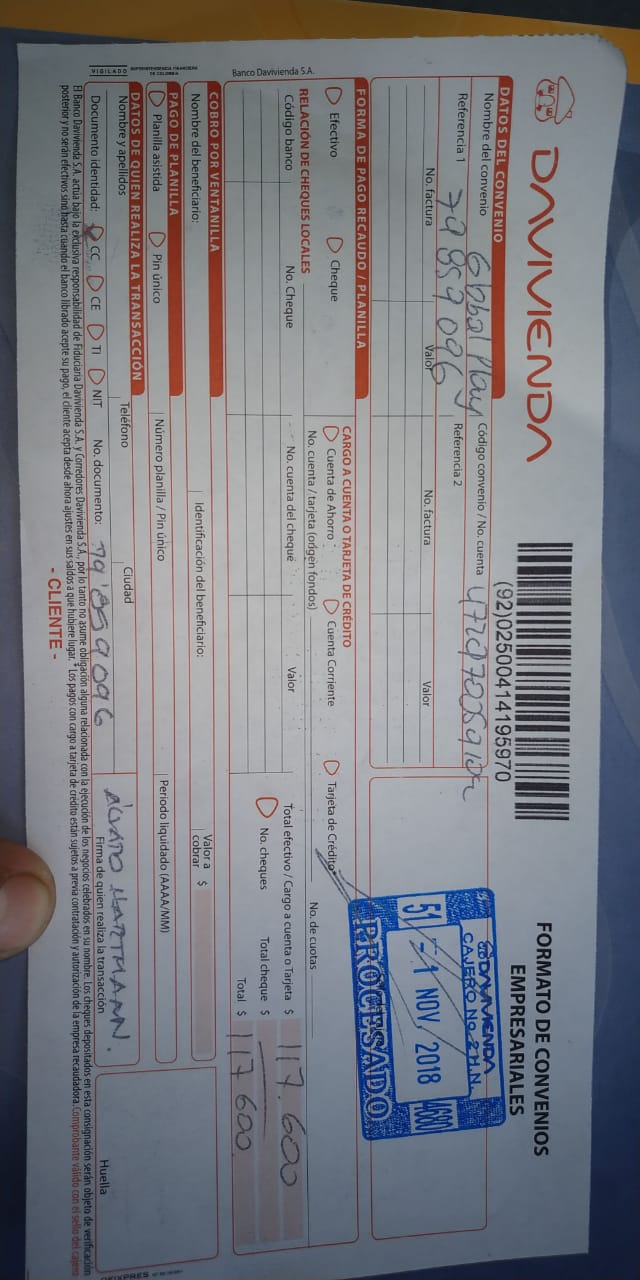 DAVIVIENDA
(92)02500414195970
FORMATO DE CONVENIOS
EMPRESARIALES
DATOS DEL CONVENIO
Nombre del convenio Global Play Código convenio / No. cuenta
Referencia 1 79859096 Referencia 2
No. factura Valor No. factura Valor
DAVIVIENDA
CAJERO No. 2 H.N.
51 -1 NOV. 2018 4680
PROCESADO
FORMA DE PAGO RECAUDO / PLANILLA
Efectivo Cheque
CARGO A CUENTA O TARJETA DE CRÉDITO
Cuenta de Ahorro Cuenta Corriente Tarjeta de Crédito
No. cuenta / tarjeta (origen fondos) No. de cuotas
RELACIÓN DE CHEQUES LOCALES
Código banco No. Cheque No. cuenta del cheque Valor
Total efectivo / Cargo a cuenta o Tarjeta $ 117.600
No. cheques Total cheque $
Total $ 117600
COBRO POR VENTANILLA
Nombre del beneficiario: Identificación del beneficiario: Valor a cobrar $
PAGO DE PLANILLA
Planilla asistida Pin único Número planilla / Pin único Periodo liquidado (AAAA/MM)
DATOS DE QUIEN REALIZA LA TRANSACCIÓN
Nombre y apellidos Teléfono Ciudad
Documento identidad: CC CE TI NIT No. documento: 79'859096
Firma de quien realiza la transacción
Huella
El Banco Davivienda S.A. actúa bajo la exclusiva responsabilidad de Fiduciaria Davivienda S.A. y Corredores Davivienda S.A., por lo tanto no asume obligación alguna relacionada con la ejecución de los negocios celebrados en su nombre. Los cheques depositados en esta consignación serán objeto de verificación
posterior y no serán efectivos sino hasta cuando el banco librado acepte su pago, el cliente acepta desde ahora ajustes en sus saldos a que hubiere lugar. Los pagos con cargo a tarjeta de crédito están sujetos a previa contratación y autorización de la empresa recaudadora. Comprobante válido con el sello del cajero
- CLIENTE -
Banco Davivienda S.A.
VIGILADO SUPERINTENDENCIA FINANCIERA
DE COLOMBIA